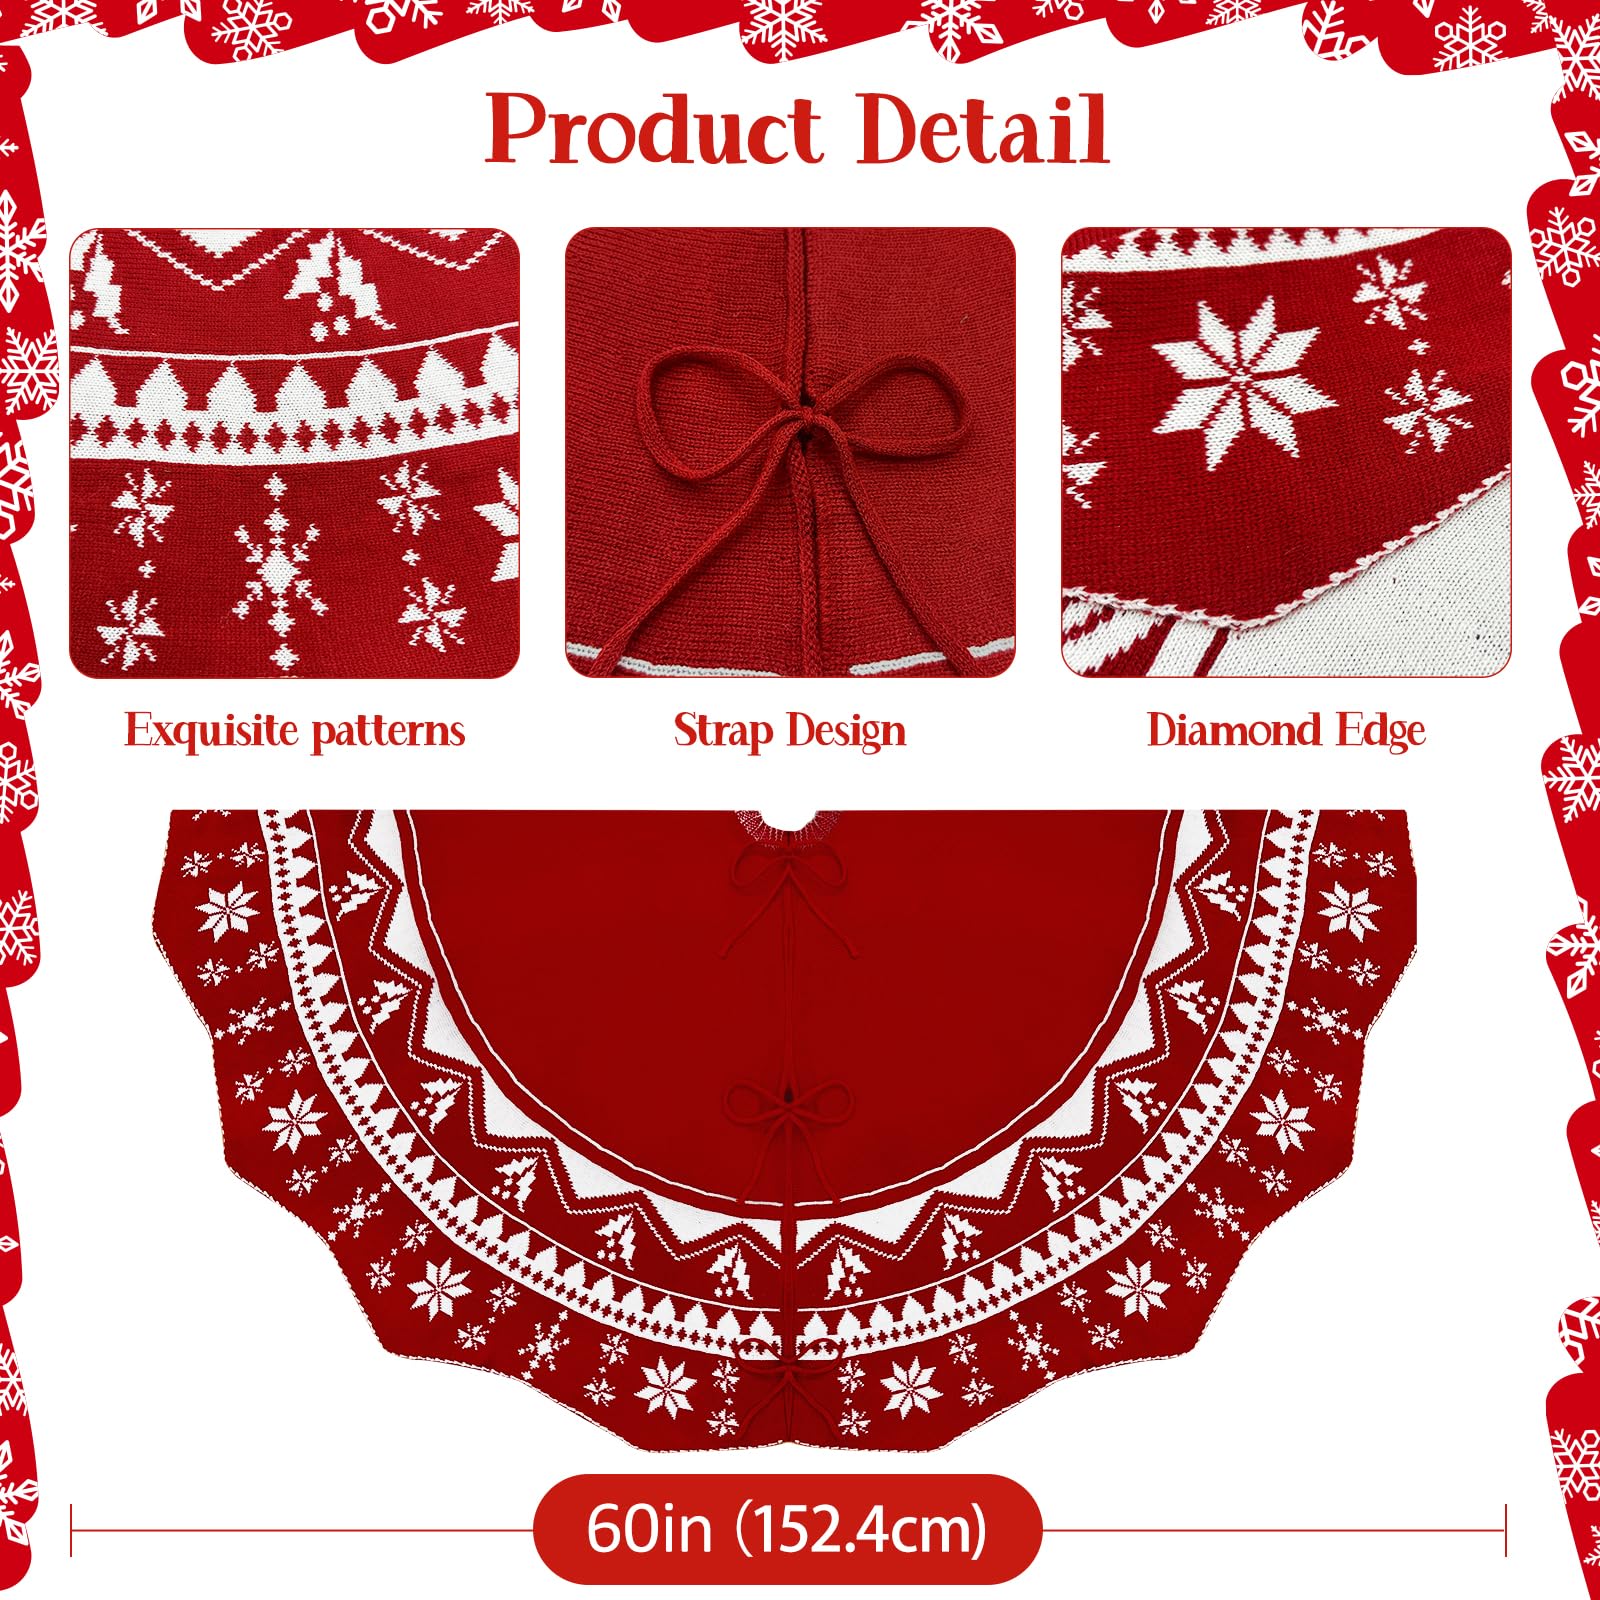 Product Detail
Exquisite patterns
Strap Design
Diamond Edge
60in (152.4cm)